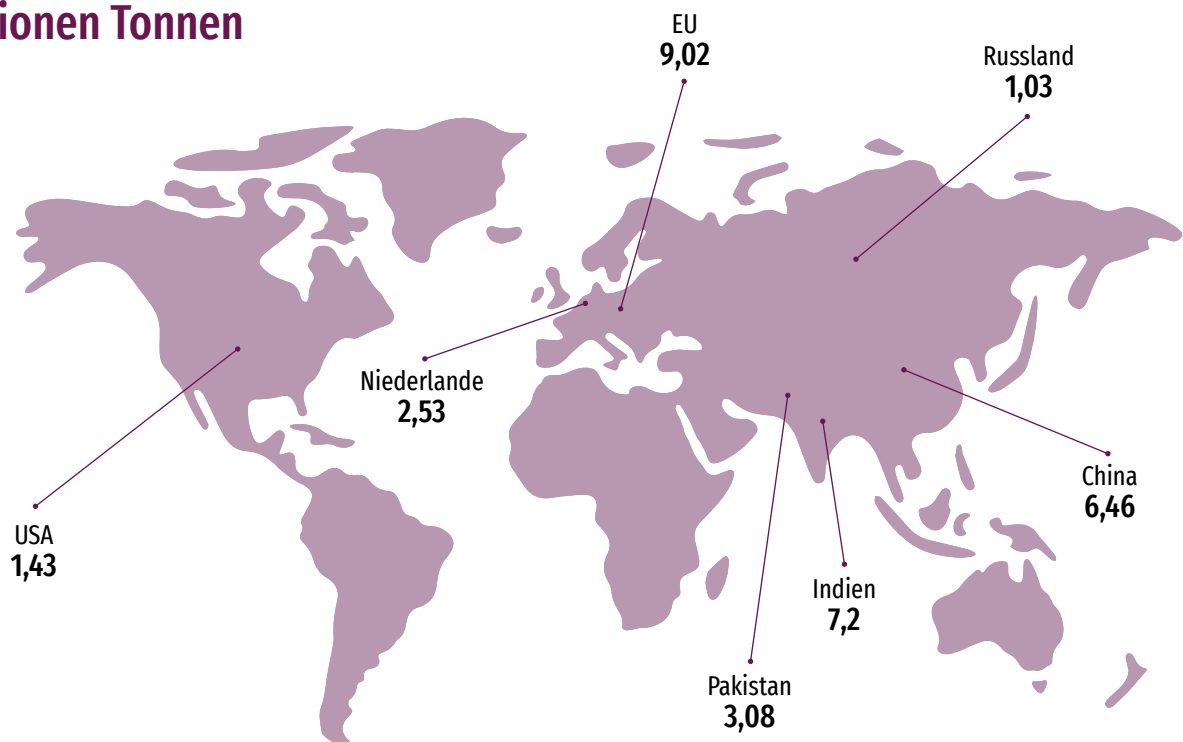 ionen Tonnen
EU
9,02
Russland
1,03
Niederlande
2,53
China
6,46
USA
1,43
Indien
7,2
Pakistan
3,08